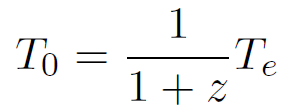 T_0 = \frac{1}{1+z} T_e